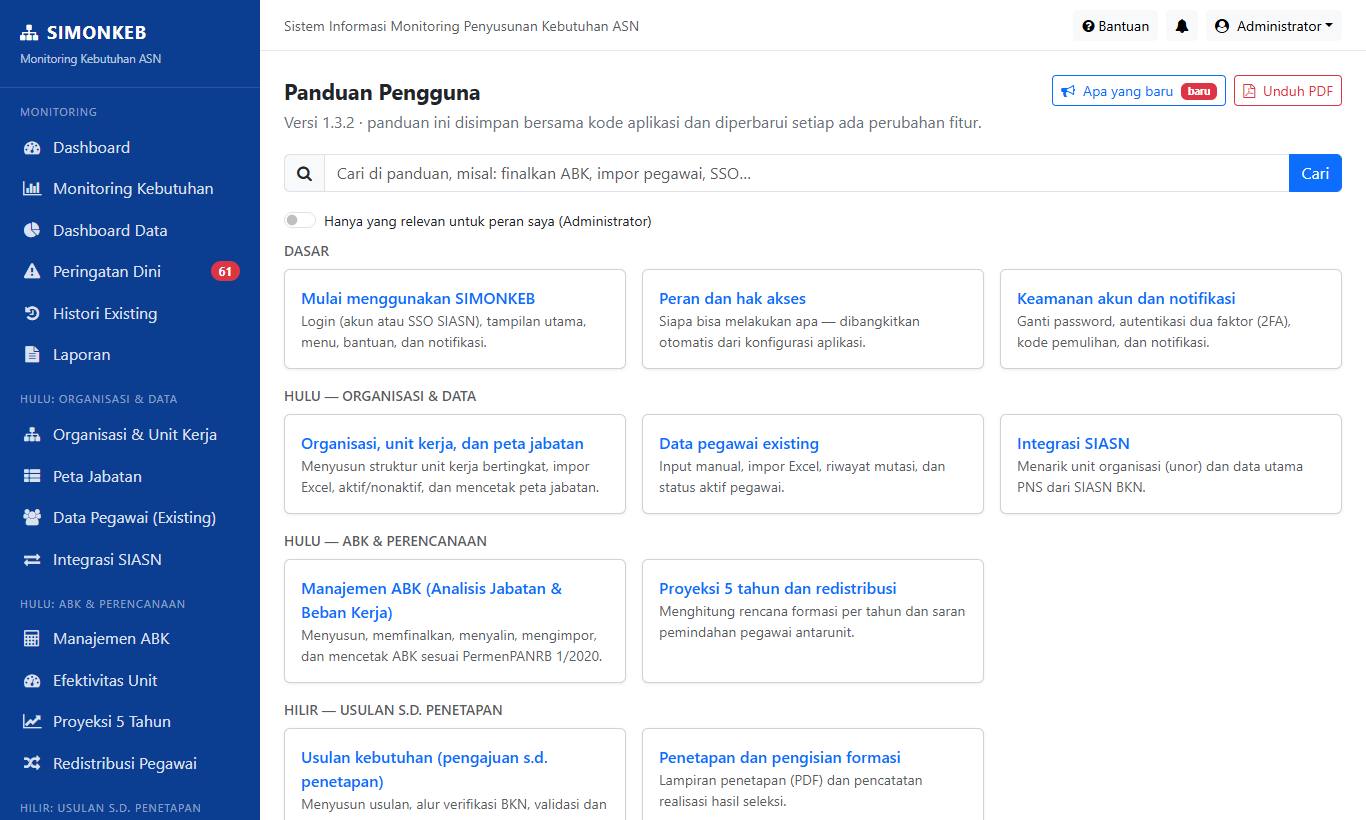 SIMONKEB
Monitoring Kebutuhan ASN
MONITORING
Dashboard
Monitoring Kebutuhan
Dashboard Data
Peringatan Dini 61
Histori Existing
Laporan
HULU: ORGANISASI & DATA
Organisasi & Unit Kerja
Peta Jabatan
Data Pegawai (Existing)
Integrasi SIASN
HULU: ABK & PERENCANAAN
Manajemen ABK
Efektivitas Unit
Proyeksi 5 Tahun
Redistribusi Pegawai
HILIR: USULAN S.D. PENETAPAN
Sistem Informasi Monitoring Penyusunan Kebutuhan ASN
Bantuan
Administrator
Panduan Pengguna
Apa yang baru baru
Unduh PDF
Versi 1.3.2 · panduan ini disimpan bersama kode aplikasi dan diperbarui setiap ada perubahan fitur.
Cari di panduan, misal: finalkan ABK, impor pegawai, SSO...
Cari
Hanya yang relevan untuk peran saya (Administrator)
DASAR
Mulai menggunakan SIMONKEB
Login (akun atau SSO SIASN), tampilan utama,
menu, bantuan, dan notifikasi.
Peran dan hak akses
Siapa bisa melakukan apa — dibangkitkan
otomatis dari konfigurasi aplikasi.
Keamanan akun dan notifikasi
Ganti password, autentikasi dua faktor (2FA),
kode pemulihan, dan notifikasi.
HULU — ORGANISASI & DATA
Organisasi, unit kerja, dan peta jabatan
Menyusun struktur unit kerja bertingkat, impor
Excel, aktif/nonaktif, dan mencetak peta jabatan.
Data pegawai existing
Input manual, impor Excel, riwayat mutasi, dan
status aktif pegawai.
Integrasi SIASN
Menarik unit organisasi (unor) dan data utama
PNS dari SIASN BKN.
HULU — ABK & PERENCANAAN
Manajemen ABK (Analisis Jabatan &
Beban Kerja)
Menyusun, memfinalkan, menyalin, mengimpor,
dan mencetak ABK sesuai PermenPANRB 1/2020.
Proyeksi 5 tahun dan redistribusi
Menghitung rencana formasi per tahun dan saran
pemindahan pegawai antarunit.
HILIR — USULAN S.D. PENETAPAN
Usulan kebutuhan (pengajuan s.d.
penetapan)
Menyusun usulan, alur verifikasi BKN, validasi dan
Penetapan dan pengisian formasi
Lampiran penetapan (PDF) dan pencatatan
realisasi hasil seleksi.